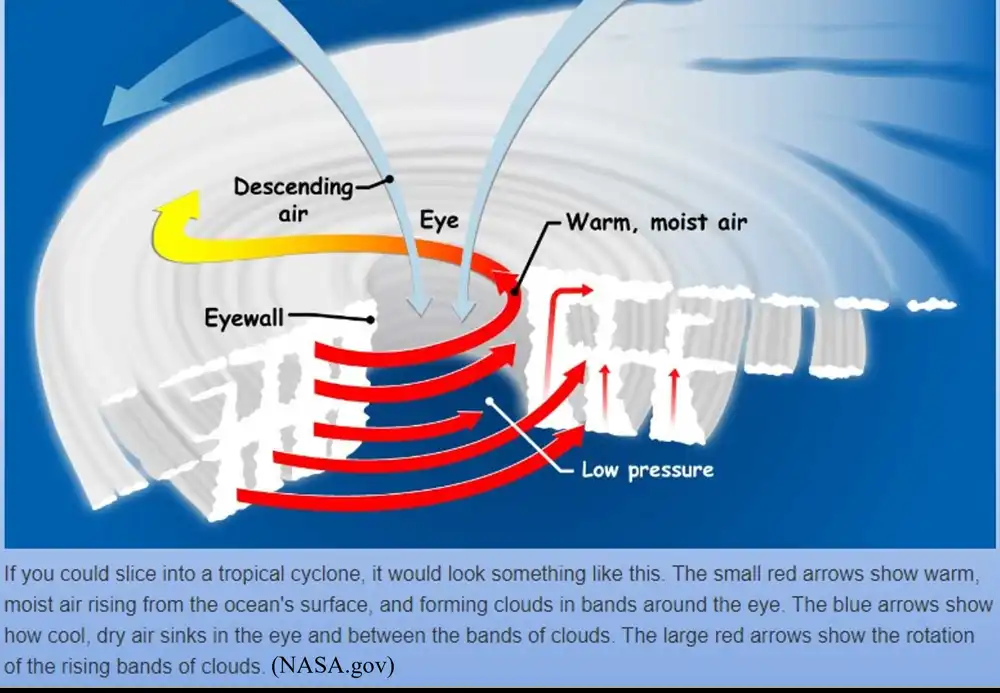 Descending
air
Eye
Warm, moist air
Eyewall
Low pressure
If you could slice into a tropical cyclone, it would look something like this. The small red arrows show warm,
moist air rising from the ocean's surface, and forming clouds in bands around the eye. The blue arrows show
how cool, dry air sinks in the eye and between the bands of clouds. The large red arrows show the rotation
of the rising bands of clouds. (NASA.gov)